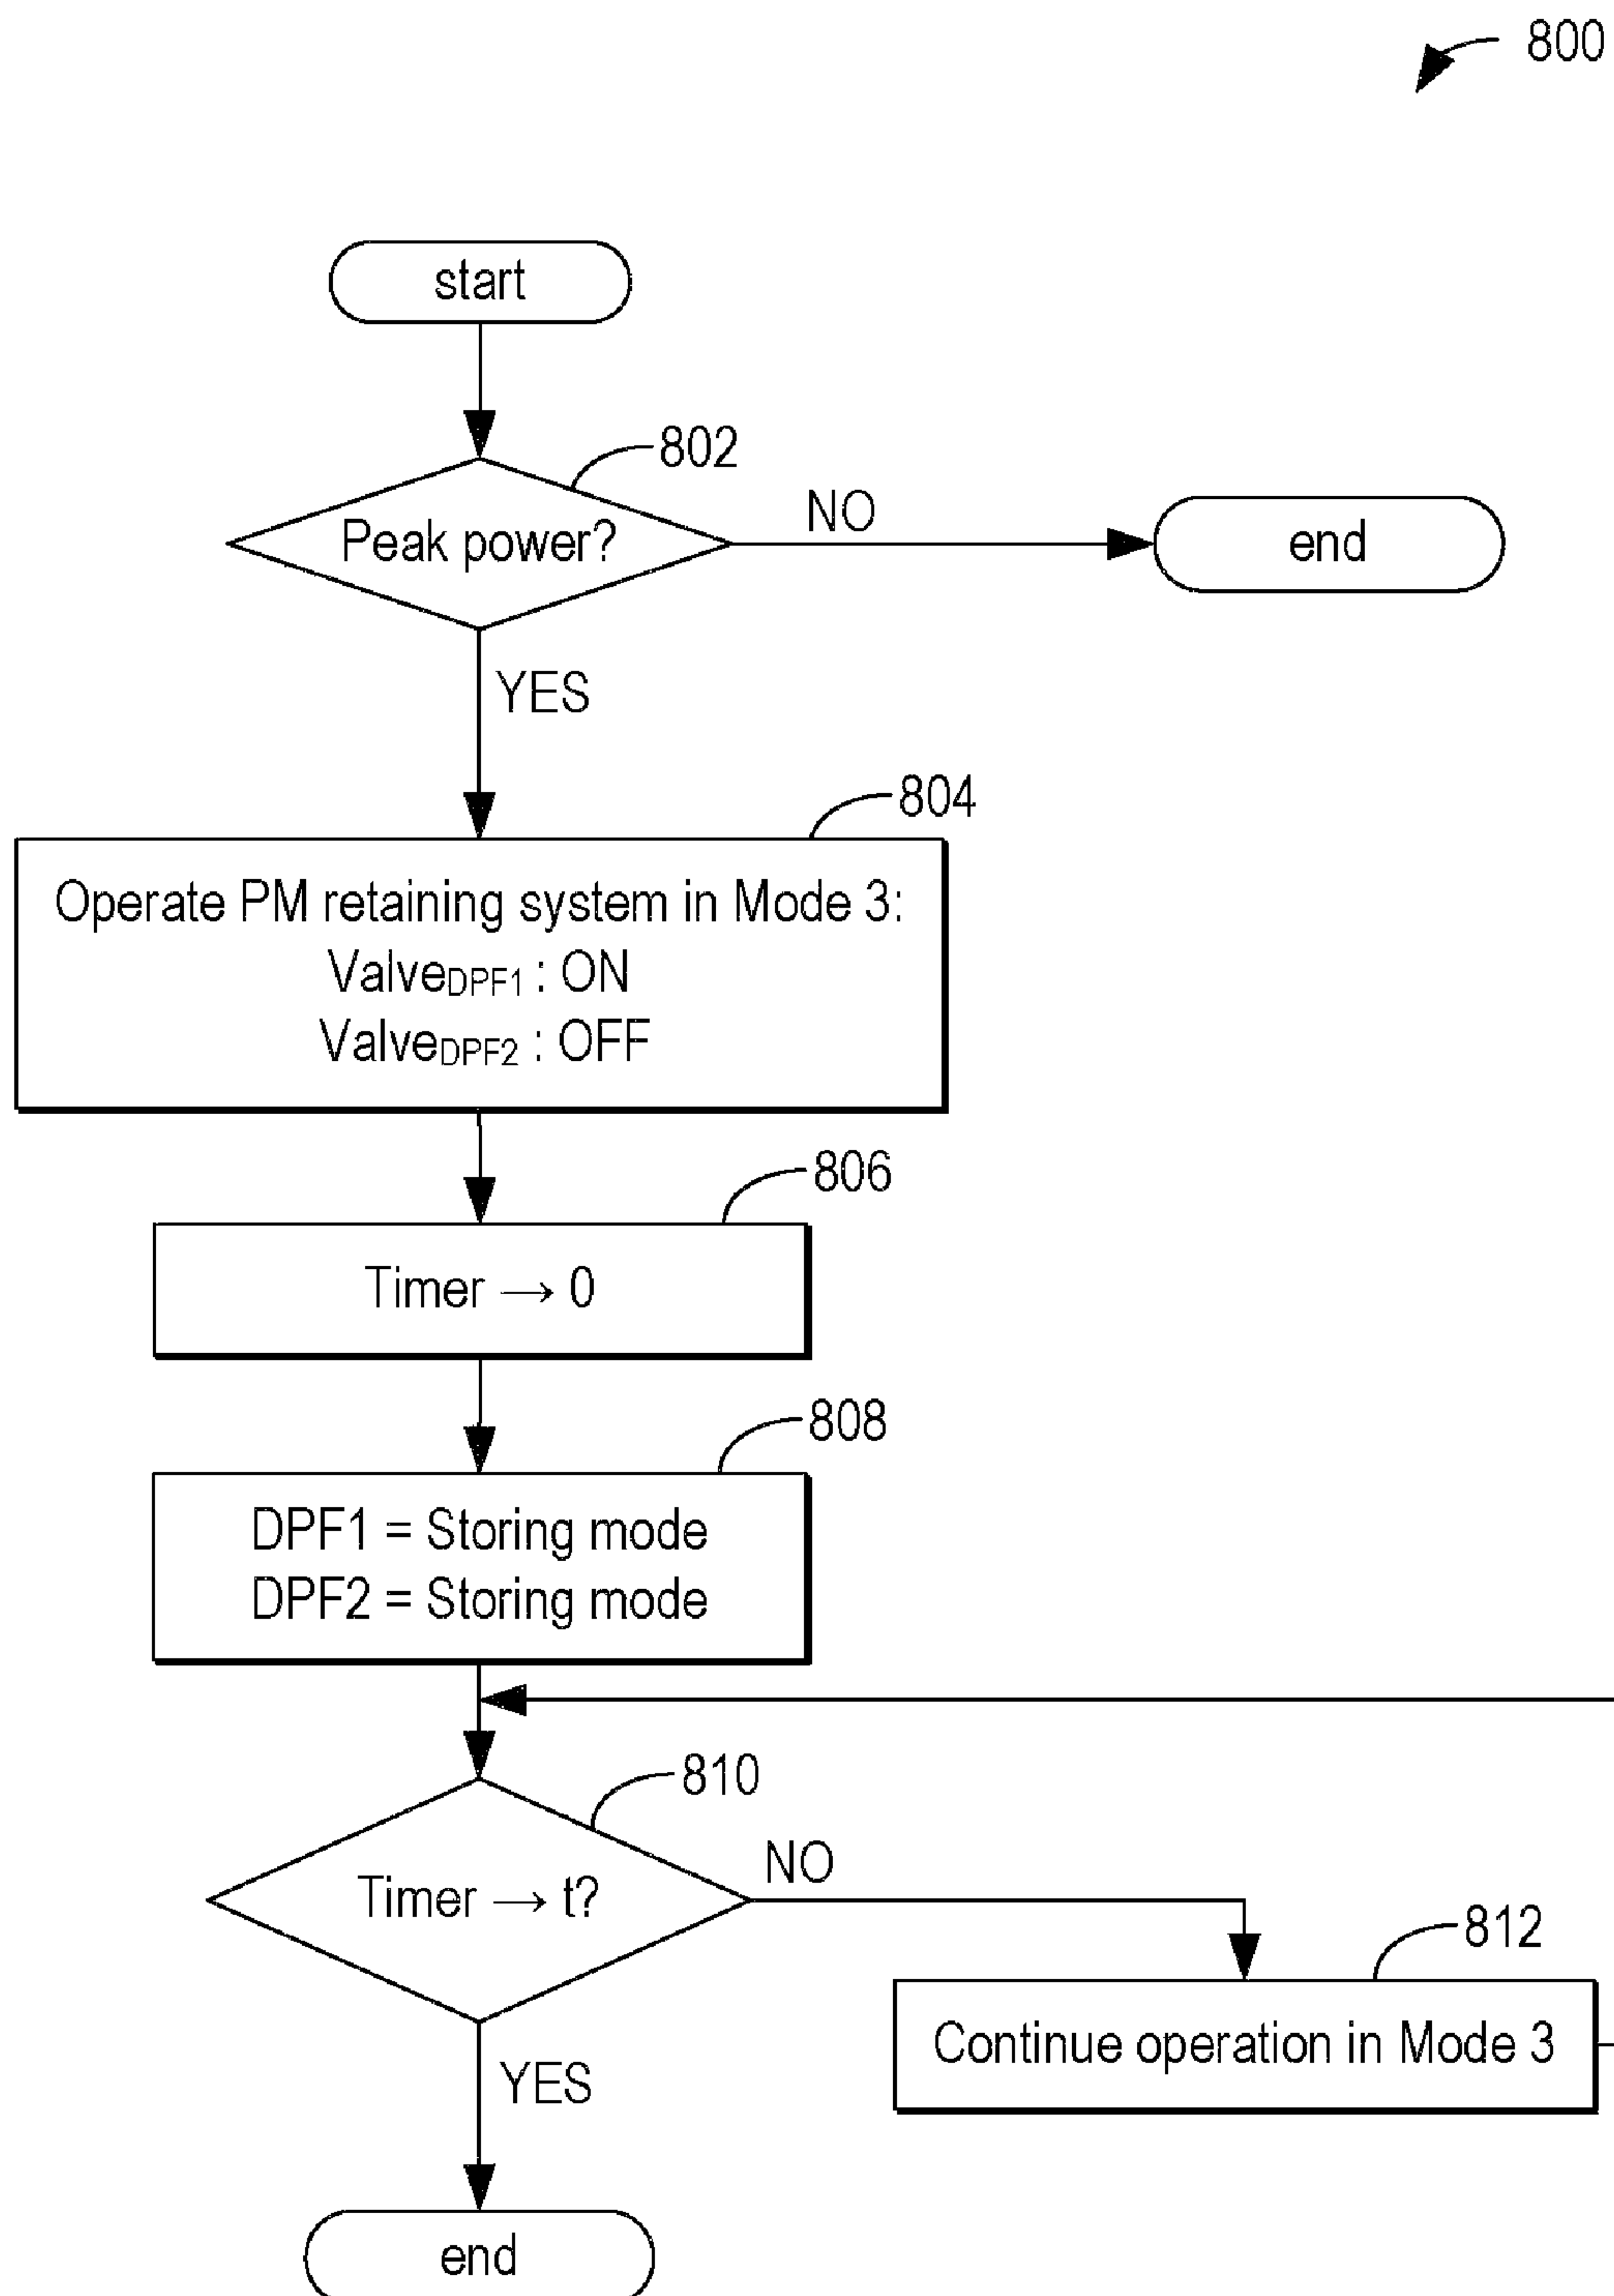 800
start
802
Peak power?
NO
end
YES
804
Operate PM retaining system in Mode 3:
Valve_DPF1 : ON
Valve_DPF2 : OFF
806
Timer → 0
808
DPF1 = Storing mode
DPF2 = Storing mode
810
Timer → t?
NO
812
Continue operation in Mode 3
YES
end